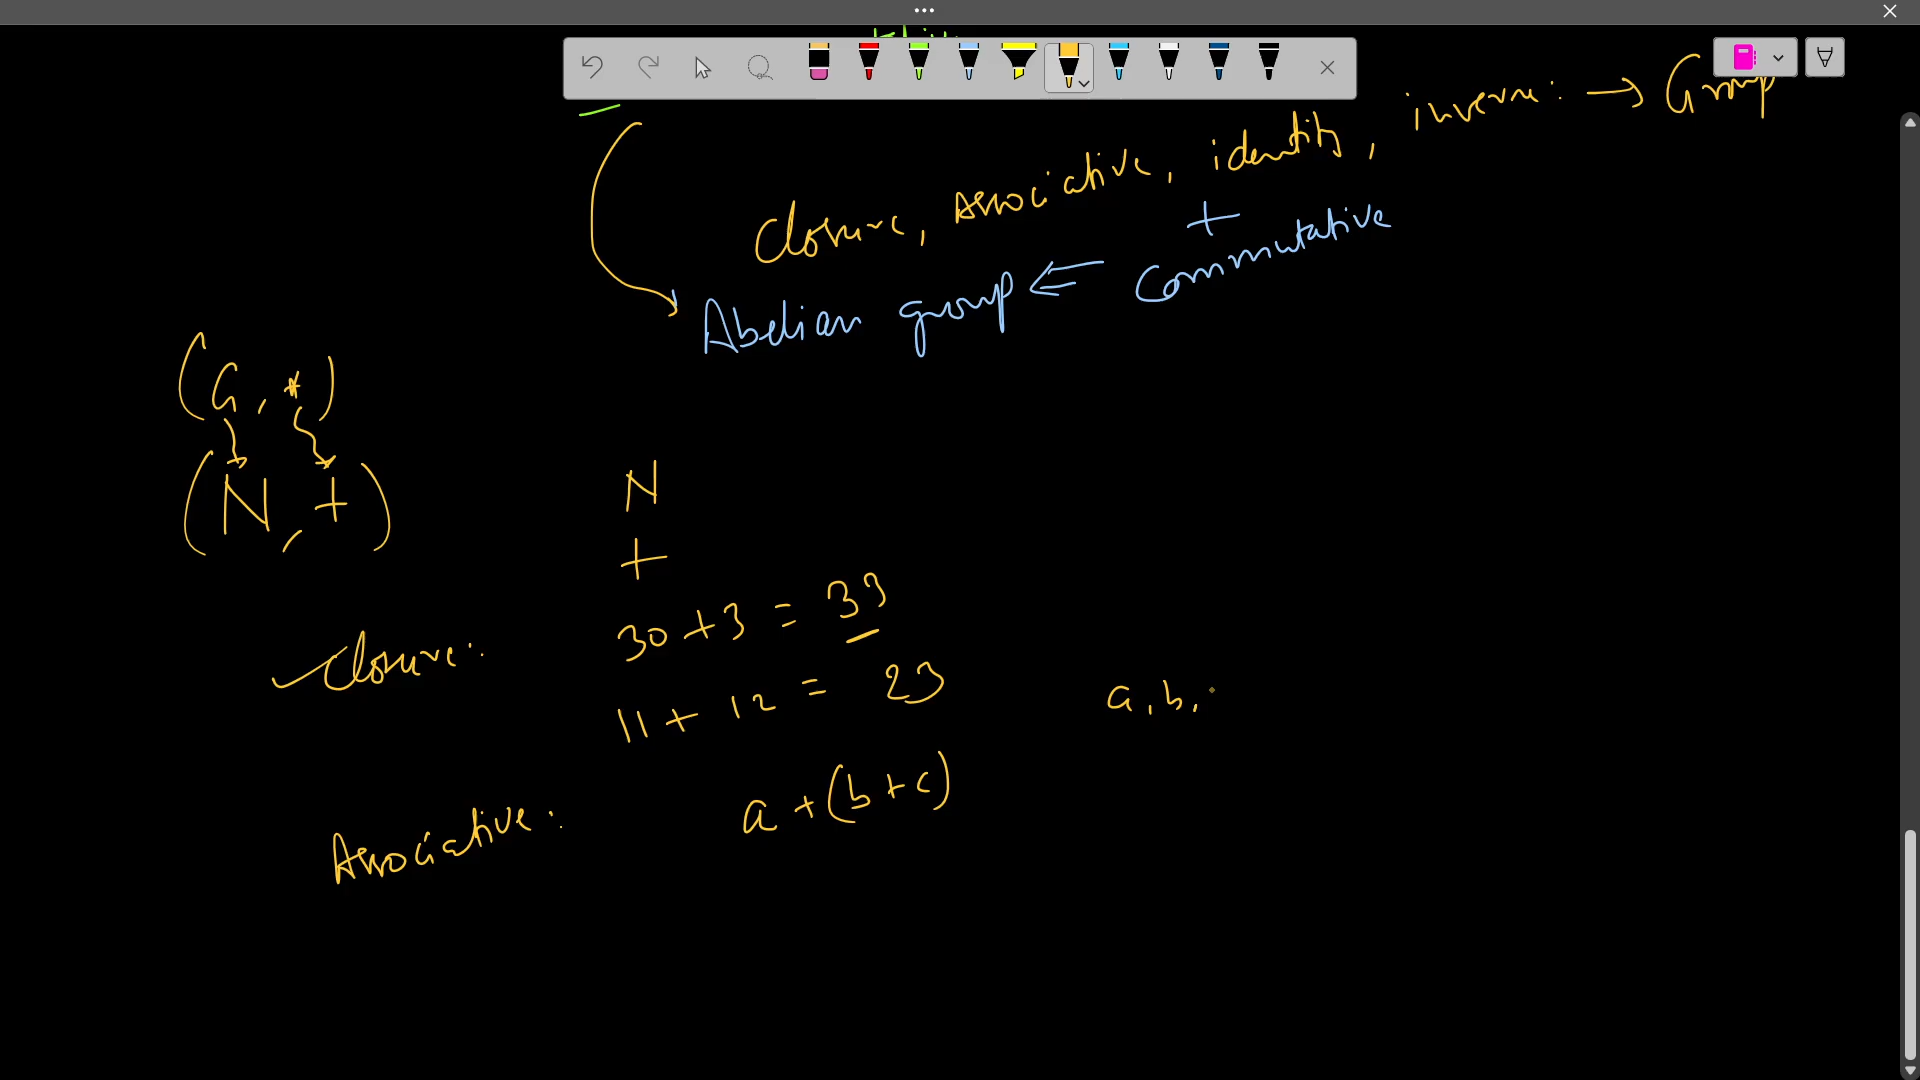 Closure, Associative, identity, inverse: → Group
+
Commutative
Abelian group ⇐
(G, *)
(N, +)
N
+
30 + 3 = 33
Closure:
11 + 12 = 23
a, b,
a + (b + c)
Associative: